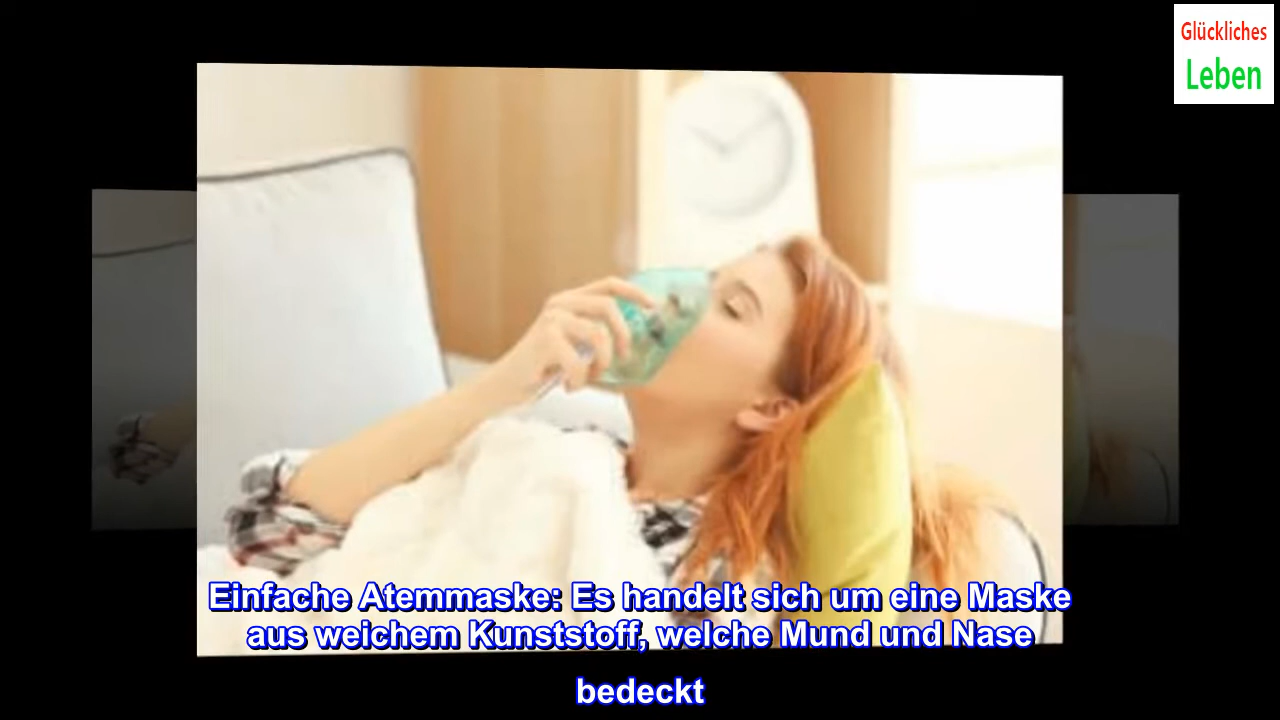 Glückliches
Leben
Einfache Atemmaske: Es handelt sich um eine Maske
aus weichem Kunststoff, welche Mund und Nase
bedeckt